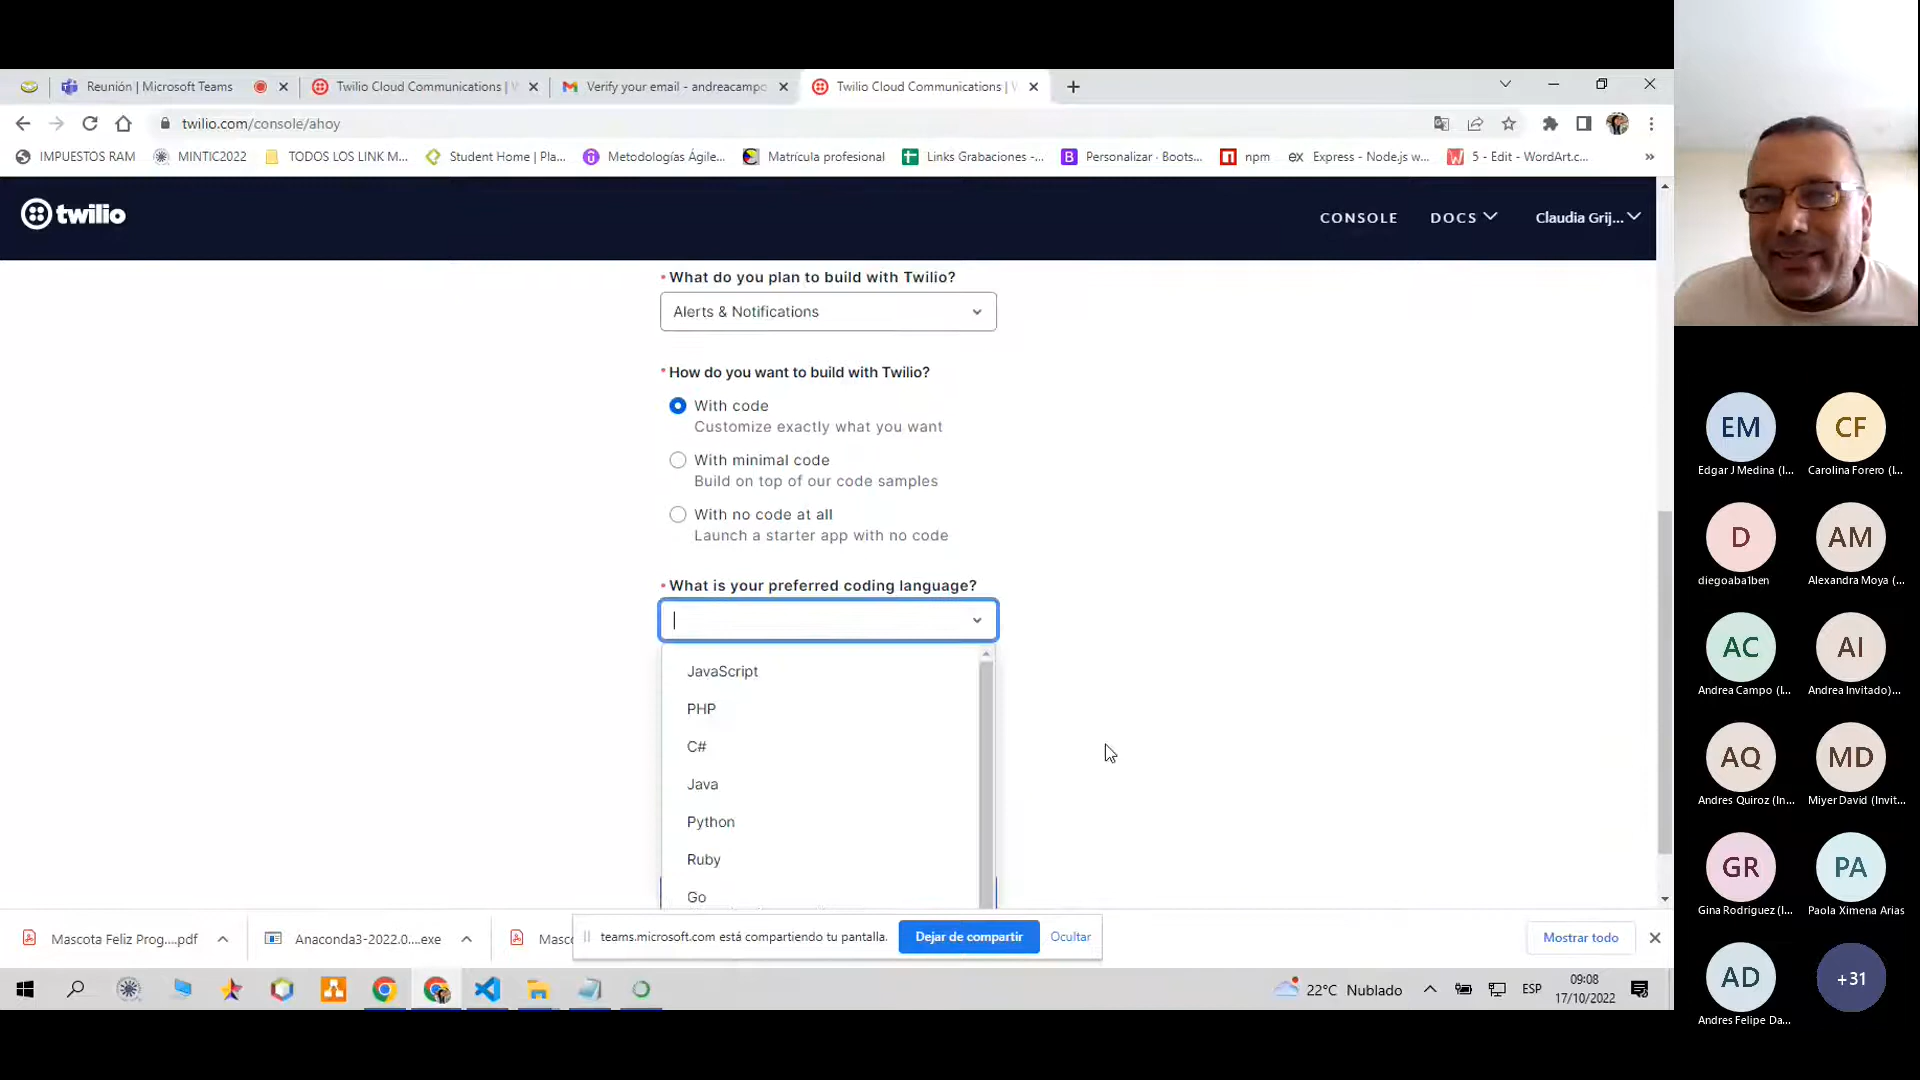 Reunión | Microsoft Teams
Twilio Cloud Communications |
Verify your email - andreacampo
Twilio Cloud Communications |
twilio.com/console/ahoy
IMPUESTOS RAM
MINTIC2022
TODOS LOS LINK M...
Student Home | Pla...
Metodologías Ágile...
Matrícula profesional
Links Grabaciones -...
Personalizar · Boots...
npm
Express - Node.js w...
5 - Edit - WordArt.c...
twilio
CONSOLE
DOCS
Claudia Grij...
What do you plan to build with Twilio?
Alerts & Notifications
How do you want to build with Twilio?
With code
Customize exactly what you want
With minimal code
Build on top of our code samples
With no code at all
Launch a starter app with no code
What is your preferred coding language?
JavaScript
PHP
C#
Java
Python
Ruby
Go
Mascota Feliz Prog....pdf
Anaconda3-2022.0....exe
Masc
teams.microsoft.com está compartiendo tu pantalla.
Dejar de compartir
Ocultar
Mostrar todo
22°C Nublado
ESP
09:08
17/10/2022
EM
Edgar J Medina (I...
CF
Carolina Forero (I...
D
diegoaba1ben
AM
Alexandra Moya (...
AC
Andrea Campo (I...
AI
Andrea Invitado)...
AQ
Andres Quiroz (In...
MD
Miyer David (Invit...
GR
Gina Rodriguez (I...
PA
Paola Ximena Arias
AD
Andres Felipe Da...
+31